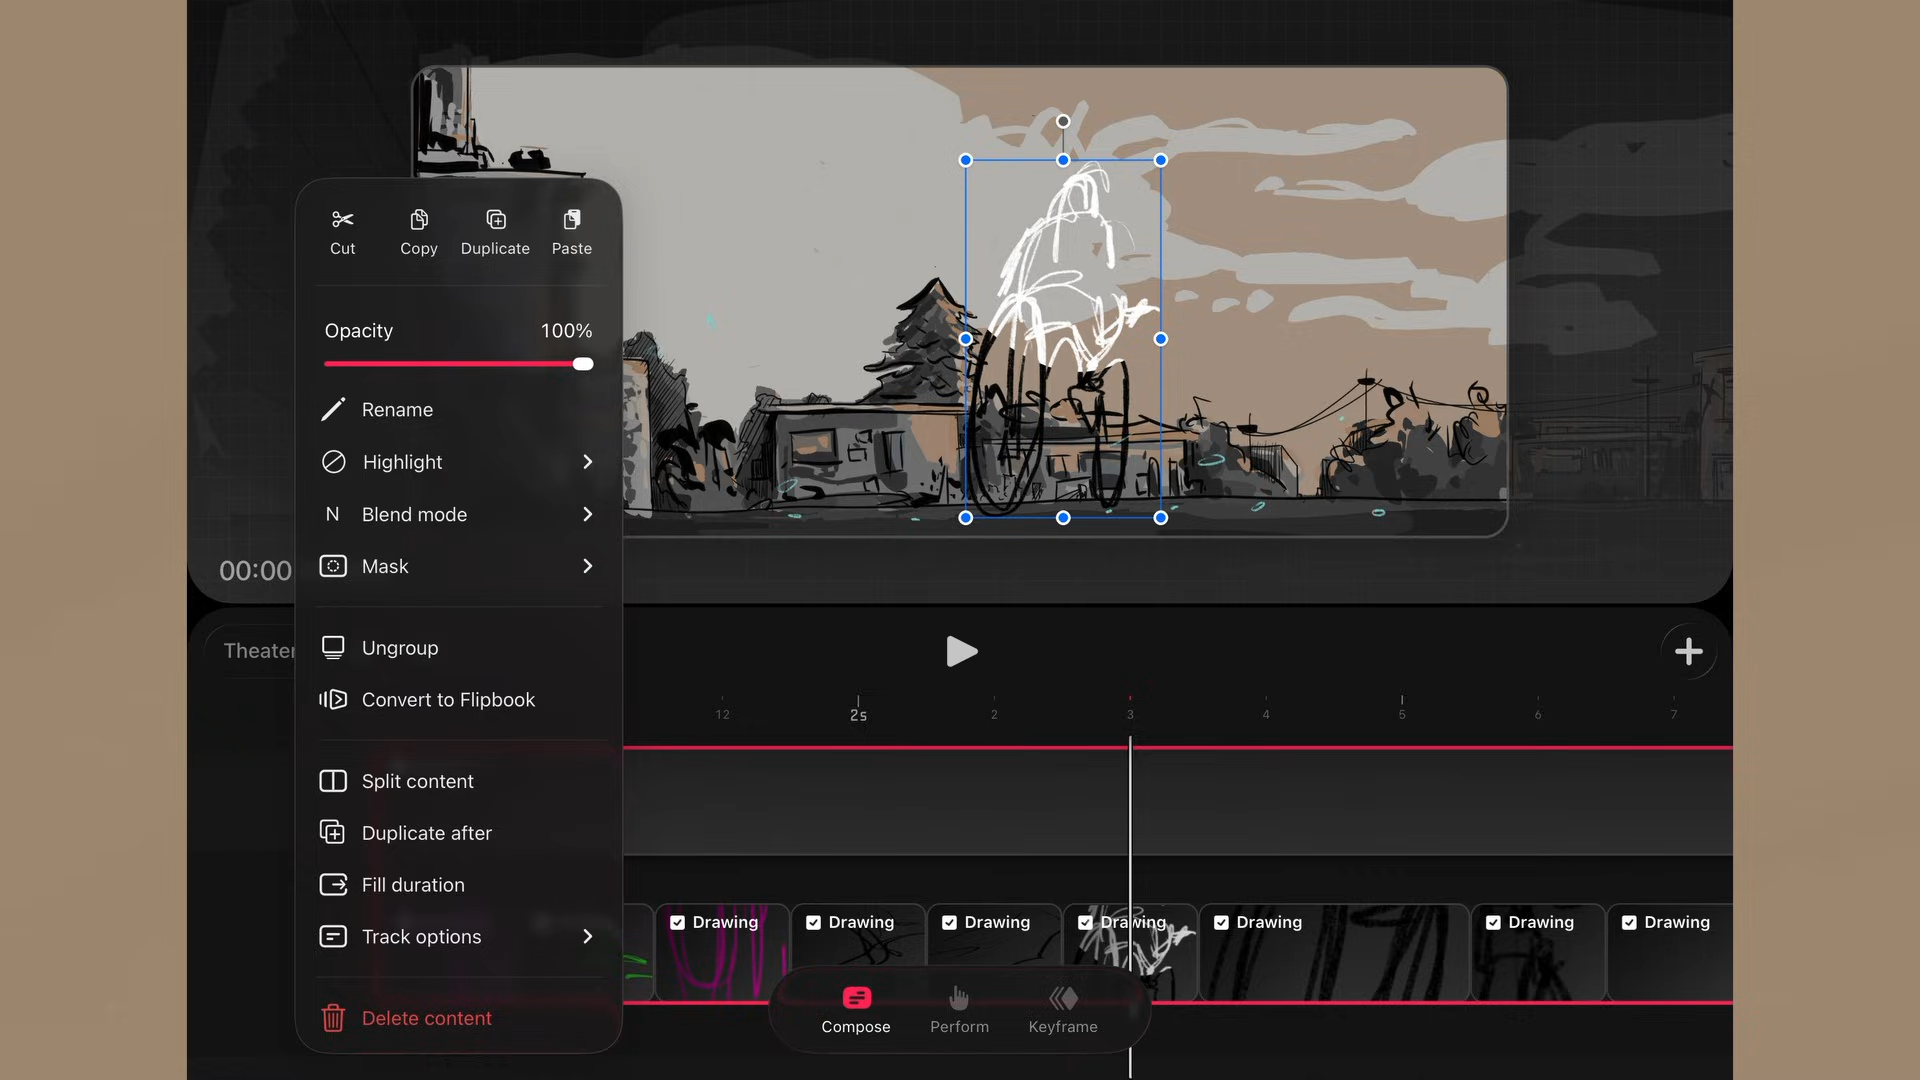 Cut
Copy
Duplicate
Paste
Opacity
100%
Rename
Highlight
N
Blend mode
Mask
00:00
Theater
Ungroup
Convert to Flipbook
12
2s
2
3
4
5
6
7
Split content
Duplicate after
Fill duration
Track options
Drawing
Drawing
Drawing
Drawing
Drawing
Drawing
Drawing
Delete content
Compose
Perform
Keyframe